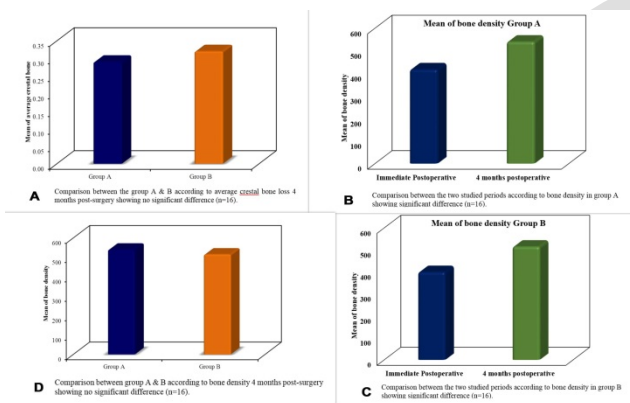 Mean of average crestal bone
0.35
0.30
0.25
0.20
0.15
0.10
0.05
0.00
Group A Group B
A
Comparison between the group A & B according to average crestal bone loss 4
months post-surgery showing no significant difference (n=16).
Mean of bone density Group A
Mean of bone density
600
500
400
300
200
100
0
Immediate Postoperative 4 months postoperative
B
Comparison between the two studied periods according to bone density in group A
showing significant difference (n=16).
Mean of bone density
600
500
400
300
200
100
0
Group A Group B
D
Comparison between group A & B according to bone density 4 months post-surgery
showing no significant difference (n=16).
Mean of bone density Group B
Mean of bone density
600
500
400
300
200
100
0
Immediate Postoperative 4 months postoperative
C
Comparison between the two studied periods according to bone density in group B
showing significant difference (n=16).